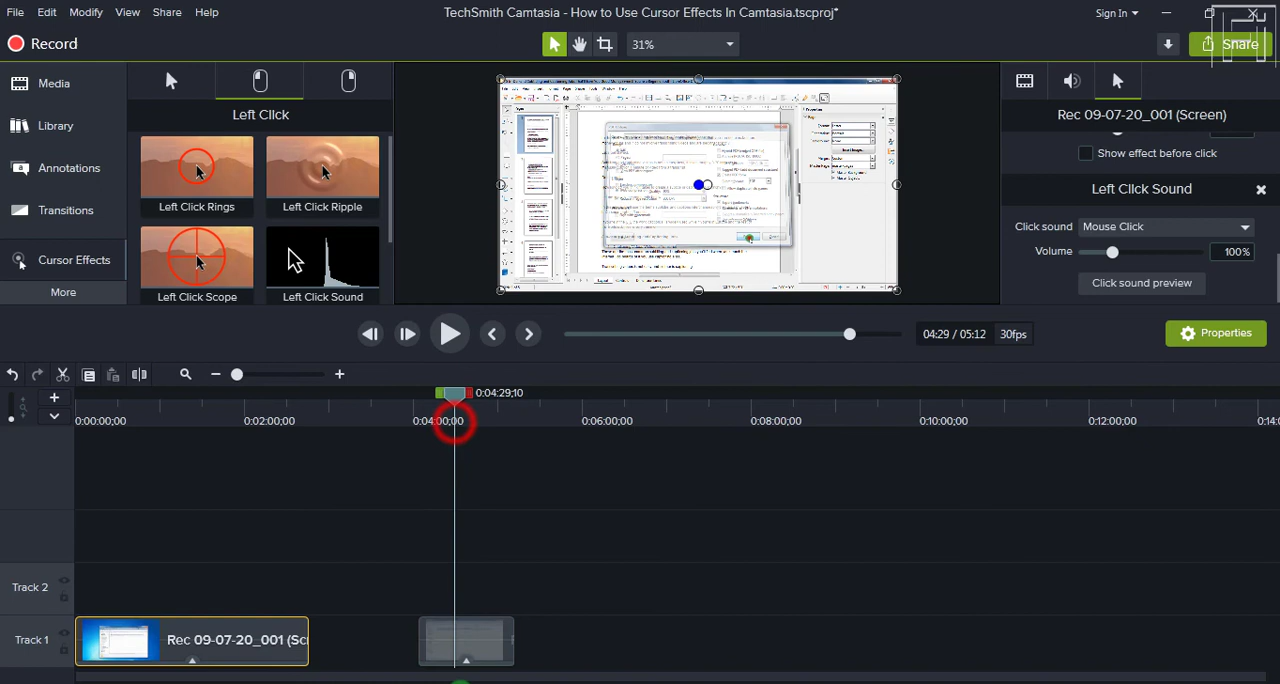 File Edit Modify View Share Help
TechSmith Camtasia - How to Use Cursor Effects In Camtasia.tscproj*
Sign In
Record
31%
Share
Media
Library
Annotations
Transitions
Cursor Effects
More
Left Click
Left Click Rings
Left Click Ripple
Left Click Scope
Left Click Sound
Rec 09-07-20_001 (Screen)
Show effect before click
Left Click Sound
Click sound Mouse Click
Volume 100%
Click sound preview
04:29 / 05:12 30fps
Properties
0:04:29;10
0:00:00;00 0:02:00;00 0:04:00;00 0:06:00;00 0:08:00;00 0:10:00;00 0:12:00;00 0:14:0
Track 2
Track 1
Rec 09-07-20_001 (Sc